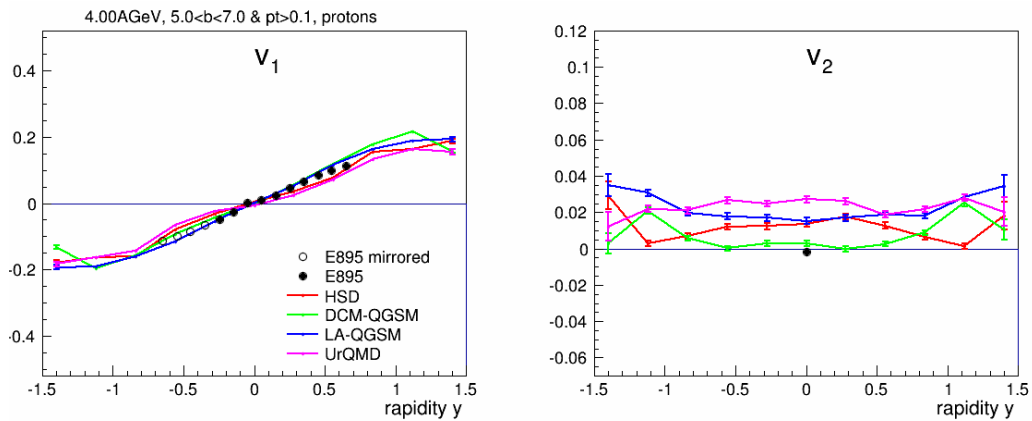 4.00AGeV, 5.0<b<7.0 & pt>0.1, protons
v1
0.4
0.2
0
-0.2
-0.4
E895 mirrored
E895
HSD
DCM-QGSM
LA-QGSM
UrQMD
-1.5 -1 -0.5 0 0.5 1 1.5
rapidity y
v2
0.12
0.1
0.08
0.06
0.04
0.02
0
-0.02
-0.04
-0.06
-1.5 -1 -0.5 0 0.5 1 1.5
rapidity y